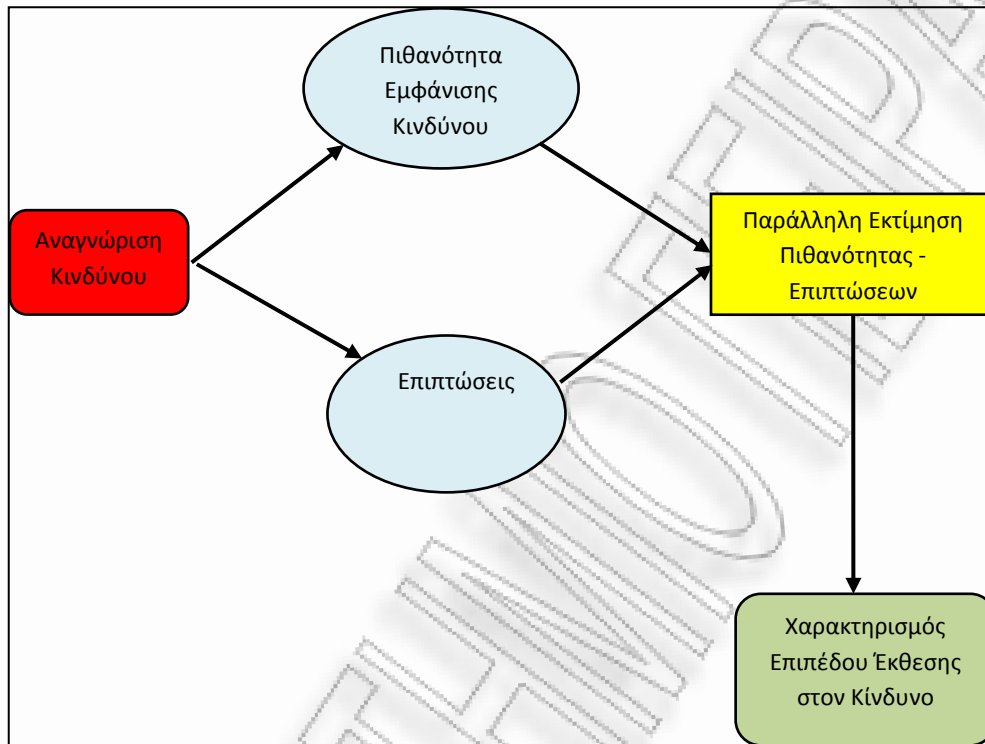 Πιθανότητα
Εμφάνισης
Κινδύνου
Αναγνώριση
Κινδύνου
Παράλληλη Εκτίμηση
Πιθανότητας -
Επιπτώσεων
Επιπτώσεις
Χαρακτηρισμός
Επιπέδου Έκθεσης
στον Κίνδυνο